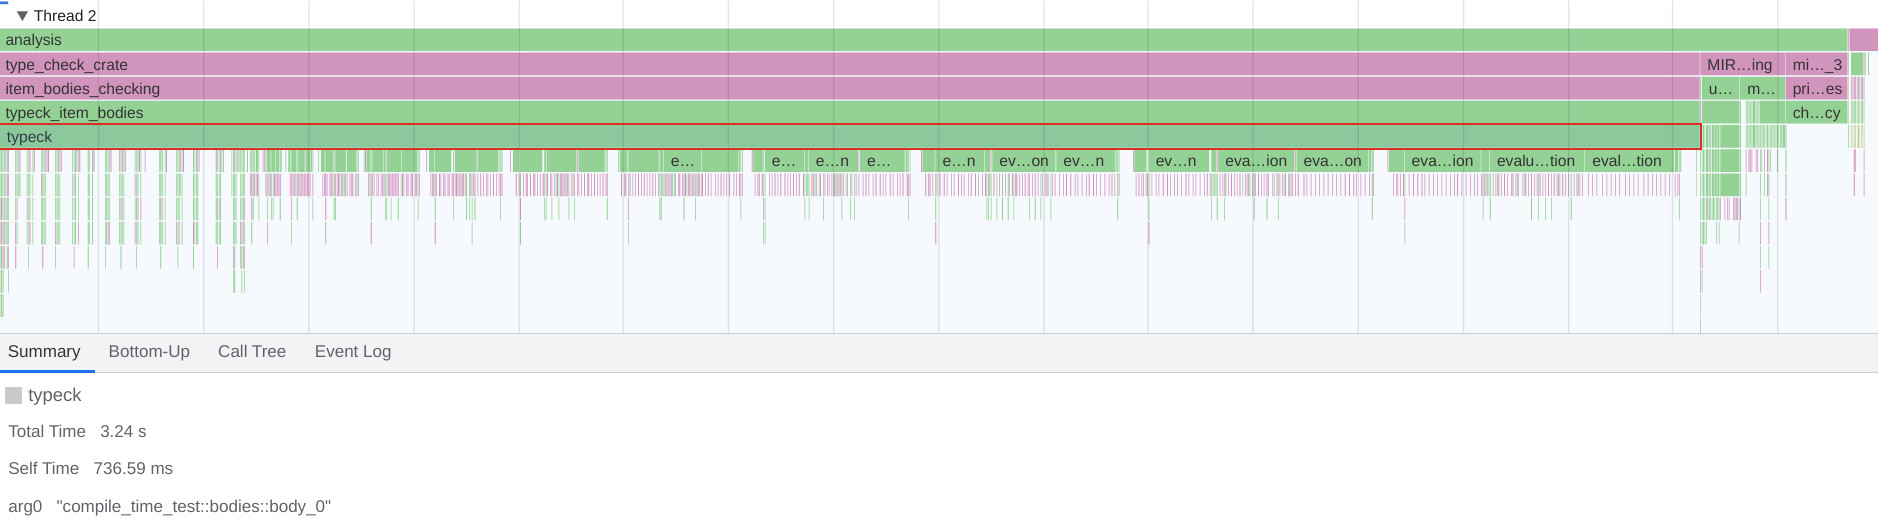 ▼ Thread 2
analysis
type_check_crate MIR…ing mi…_3
item_bodies_checking u… m… pri…es
typeck_item_bodies ch…cy
typeck
e… e… e…n e… e…n ev…on ev…n ev…n eva…ion eva…on eva…ion evalu…tion eval…tion
Summary Bottom-Up Call Tree Event Log
typeck
Total Time 3.24 s
Self Time 736.59 ms
arg0 "compile_time_test::bodies::body_0"